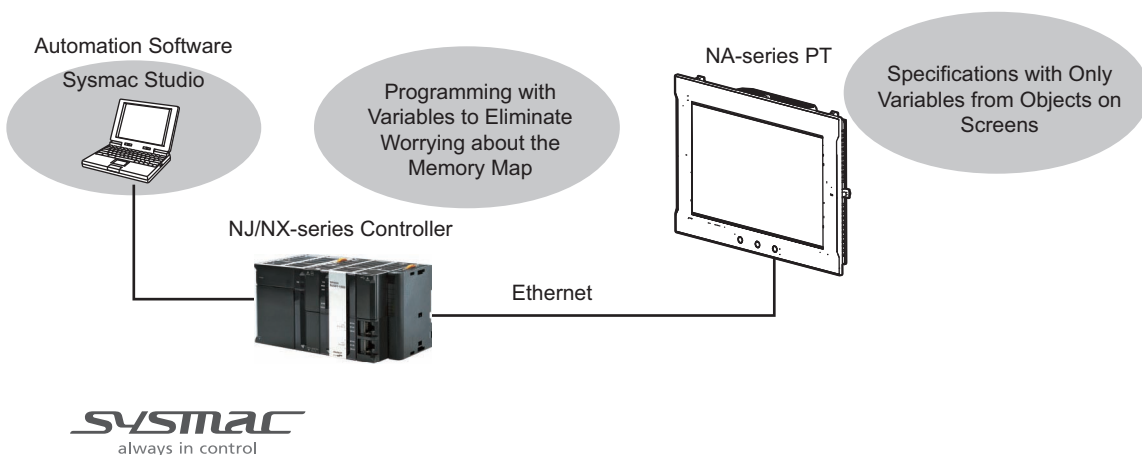 Automation Software
Sysmac Studio
Programming with
Variables to Eliminate
Worrying about the
Memory Map
NA-series PT
Specifications with Only
Variables from Objects on
Screens
NJ/NX-series Controller
Ethernet
sysmac
always in control